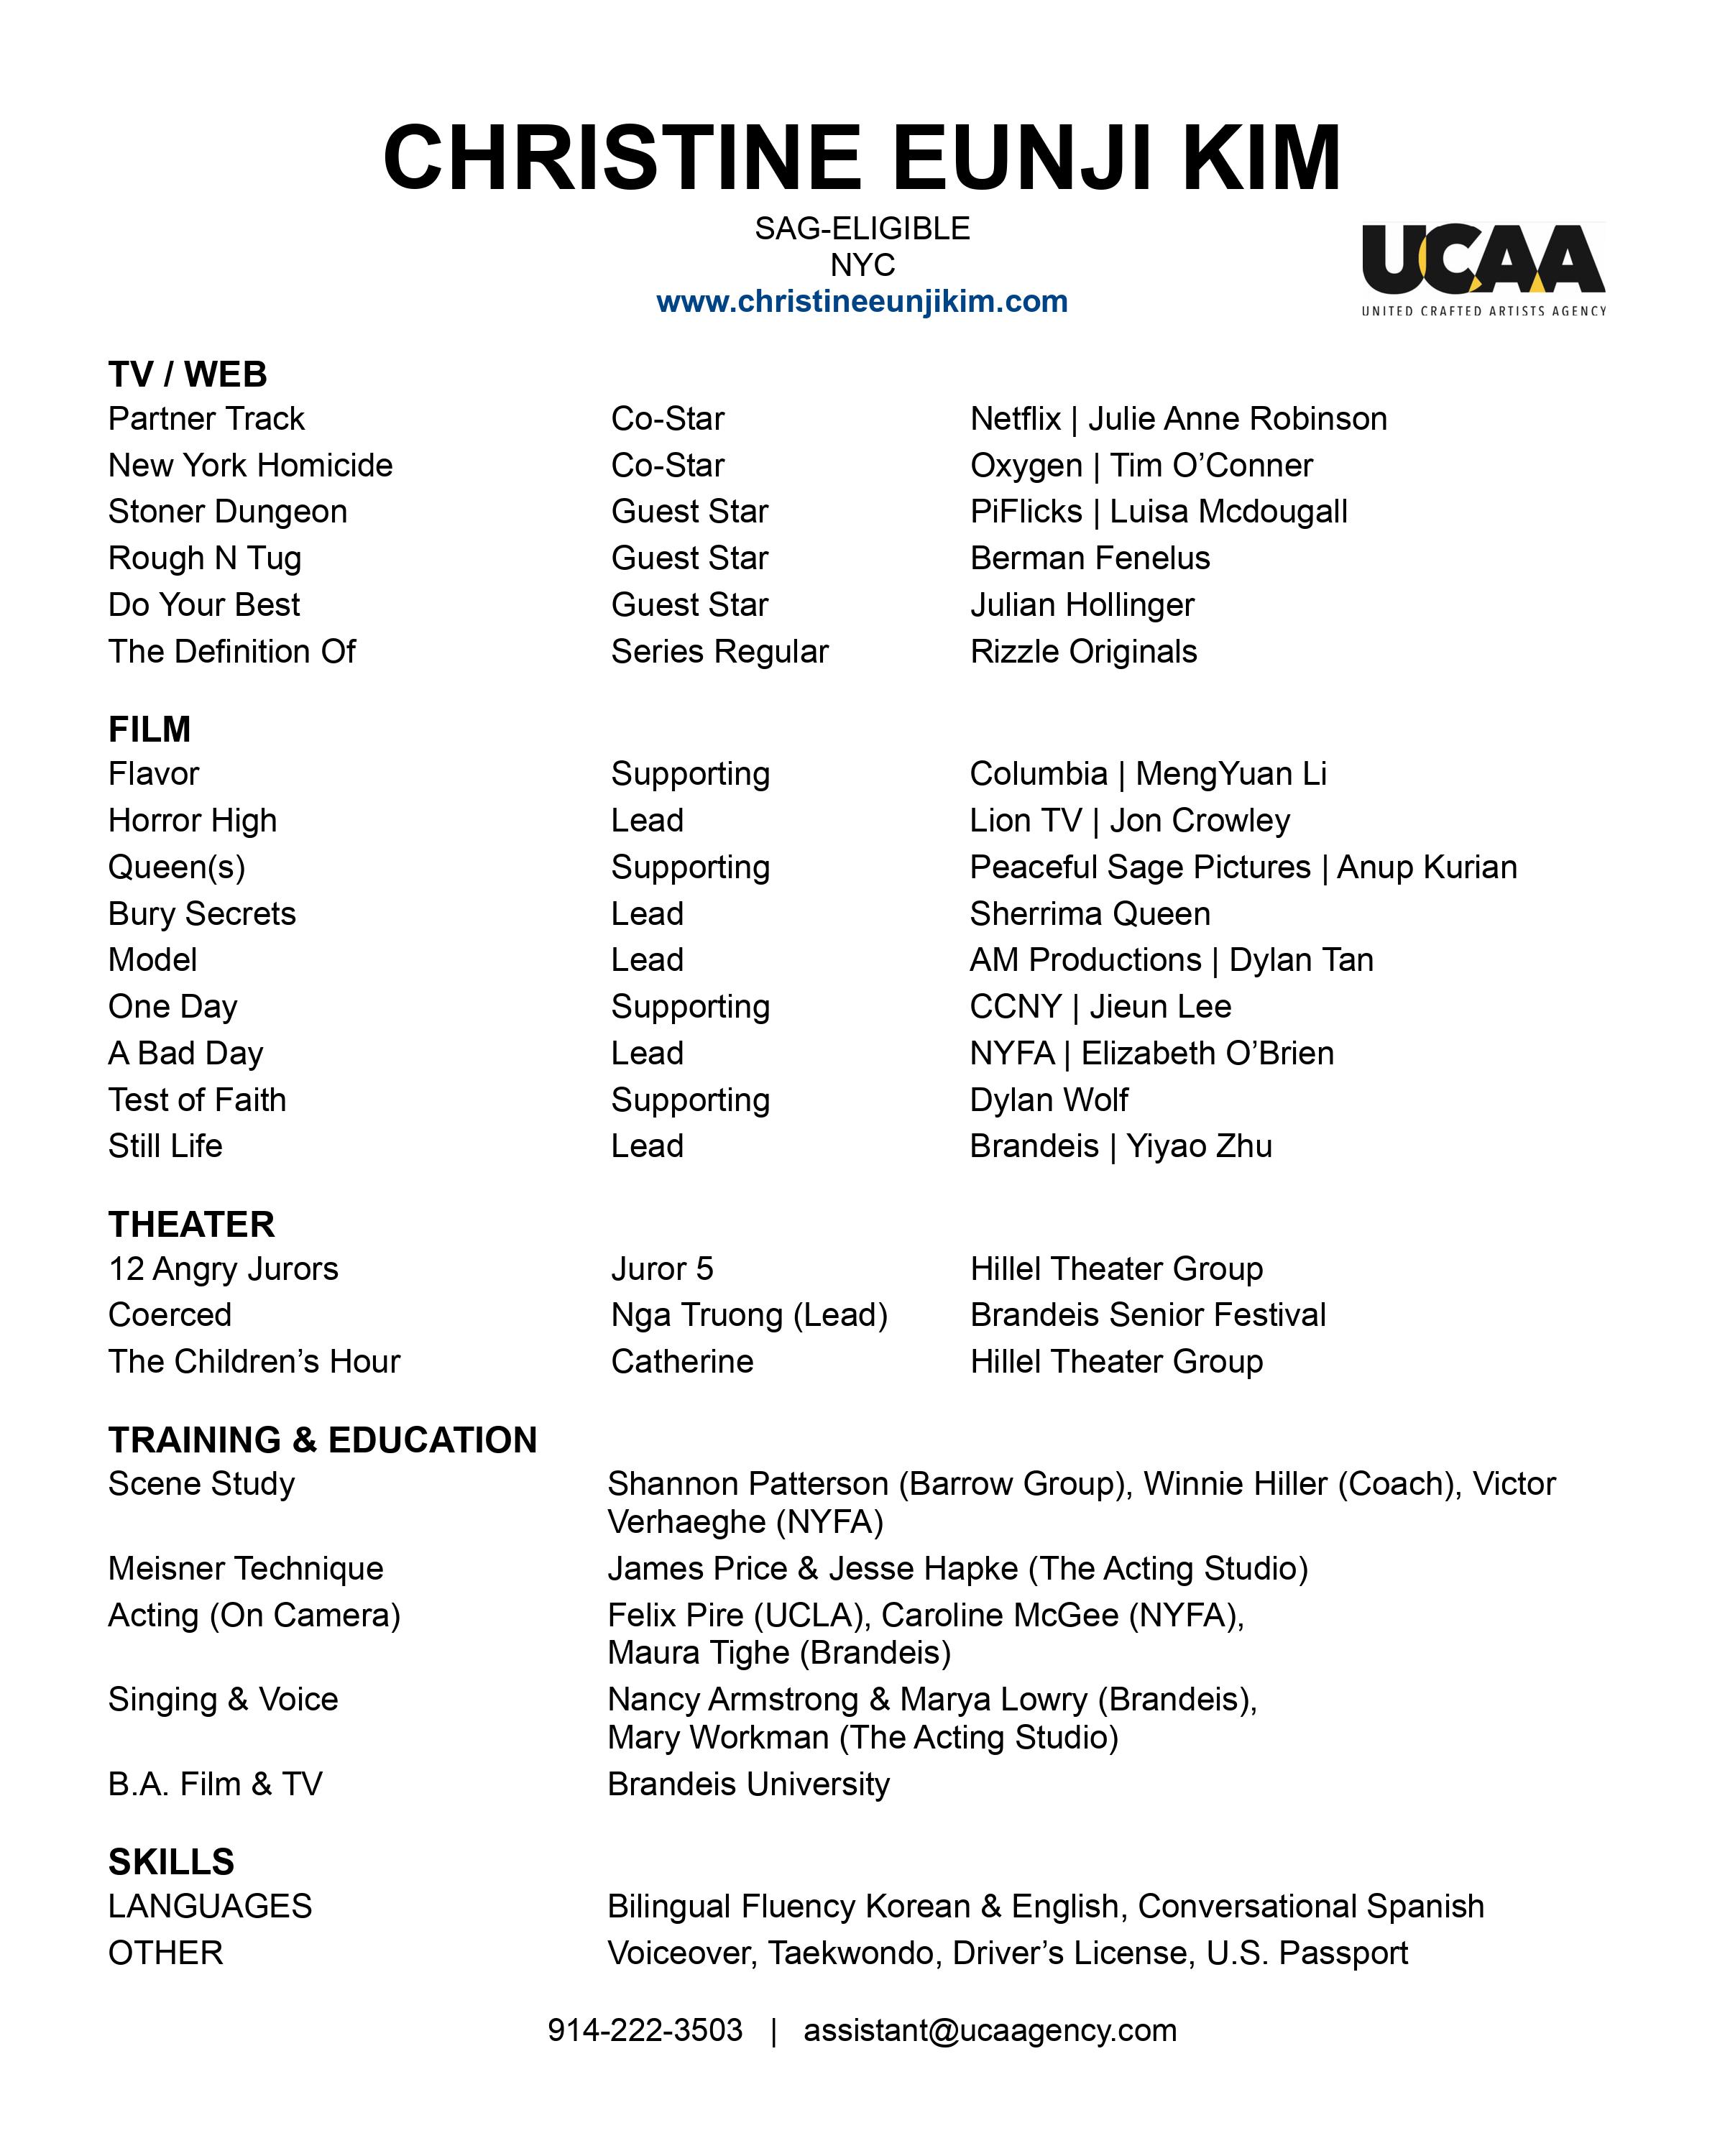 CHRISTINE EUNJI KIM
SAG-ELIGIBLE
NYC
www.christineeunjikim.com
UCAA
UNITED CRAFTED ARTISTS AGENCY
TV / WEB
Partner Track Co-Star Netflix | Julie Anne Robinson
New York Homicide Co-Star Oxygen | Tim O’Conner
Stoner Dungeon Guest Star PiFlicks | Luisa Mcdougall
Rough N Tug Guest Star Berman Fenelus
Do Your Best Guest Star Julian Hollinger
The Definition Of Series Regular Rizzle Originals
FILM
Flavor Supporting Columbia | MengYuan Li
Horror High Lead Lion TV | Jon Crowley
Queen(s) Supporting Peaceful Sage Pictures | Anup Kurian
Bury Secrets Lead Sherrima Queen
Model Lead AM Productions | Dylan Tan
One Day Supporting CCNY | Jieun Lee
A Bad Day Lead NYFA | Elizabeth O’Brien
Test of Faith Supporting Dylan Wolf
Still Life Lead Brandeis | Yiyao Zhu
THEATER
12 Angry Jurors Juror 5 Hillel Theater Group
Coerced Nga Truong (Lead) Brandeis Senior Festival
The Children’s Hour Catherine Hillel Theater Group
TRAINING & EDUCATION
Scene Study Shannon Patterson (Barrow Group), Winnie Hiller (Coach), Victor
Verhaeghe (NYFA)
Meisner Technique James Price & Jesse Hapke (The Acting Studio)
Acting (On Camera) Felix Pire (UCLA), Caroline McGee (NYFA),
Maura Tighe (Brandeis)
Singing & Voice Nancy Armstrong & Marya Lowry (Brandeis),
Mary Workman (The Acting Studio)
B.A. Film & TV Brandeis University
SKILLS
LANGUAGES Bilingual Fluency Korean & English, Conversational Spanish
OTHER Voiceover, Taekwondo, Driver’s License, U.S. Passport
914-222-3503 | assistant@ucaagency.com